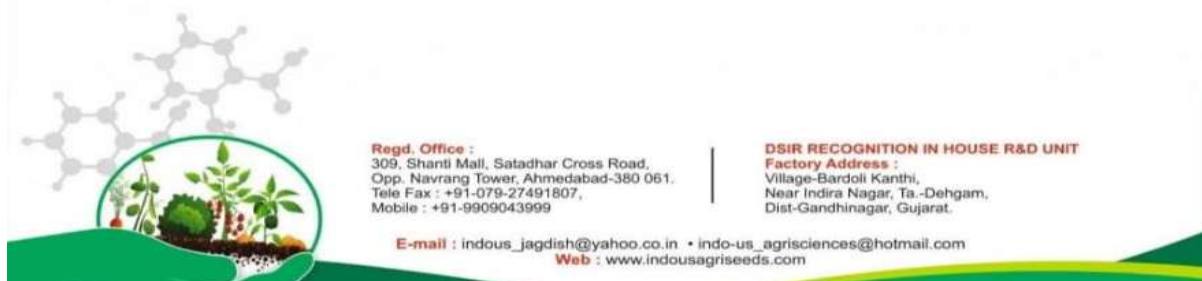 Regd. Office :
309, Shanti Mall, Satadhar Cross Road,
Opp. Navrang Tower, Ahmedabad-380 061.
Tele Fax : +91-079-27491807,
Mobile : +91-9909043999
DSIR RECOGNITION IN HOUSE R&D UNIT
Factory Address :
Village-Bardoli Kanthi,
Near Indira Nagar, Ta.-Dehgam,
Dist-Gandhinagar, Gujarat.
E-mail : indous_jagdish@yahoo.co.in • indo-us_agrisciences@hotmail.com
Web : www.indousagriseeds.com